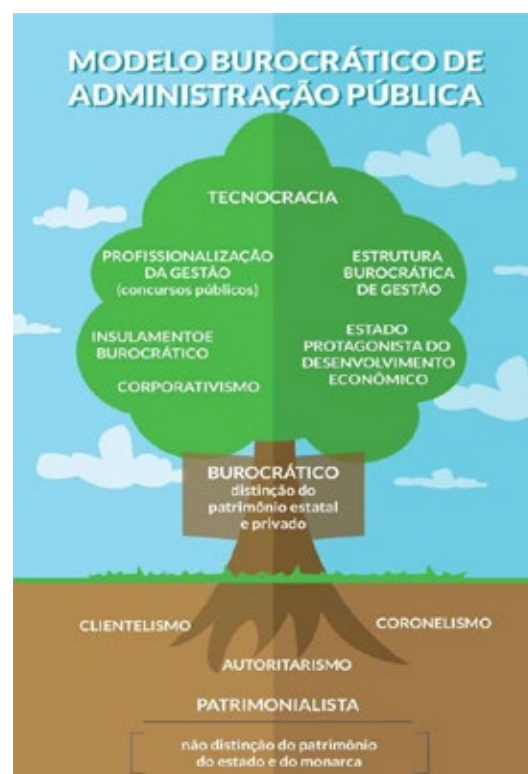 MODELO BUROCRÁTICO DE
ADMINISTRAÇÃO PÚBLICA
TECNOCRACIA
PROFISSIONALIZAÇÃO
DA GESTÃO
(concursos públicos)
ESTRUTURA
BUROCRÁTICA
DE GESTÃO
INSULAMENTOE
BUROCRÁTICO
ESTADO
PROTAGONISTA DO
DESENVOLVIMENTO
ECONÔMICO
CORPORATIVISMO
BUROCRÁTICO
distinção do
patrimônio estatal
e privado
CLIENTELISMO
CORONELISMO
AUTORITARISMO
PATRIMONIALISTA
não distinção do patrimônio
do estado e do monarca